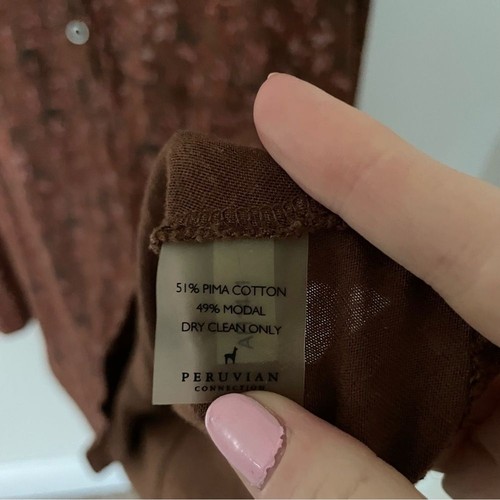 51% PIMA COTTON
49% MODAL
DRY CLEAN ONLY
PERUVIAN
CONNECTION